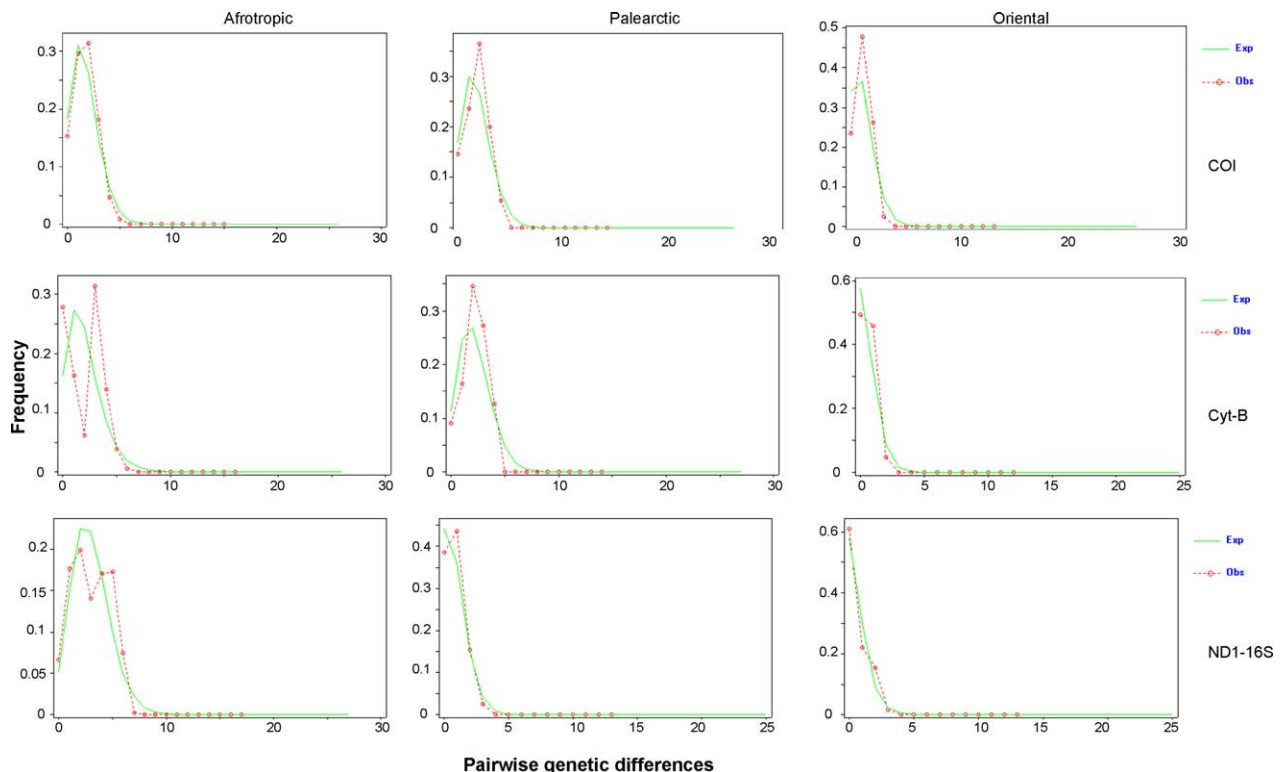 Afrotropic Palearctic Oriental
0.3
0.2
0.1
0
0 10 20 30
0.3
0.2
0.1
0
0 10 20 30
0.5
0.4
0.3
0.2
0.1
0
0 10 20 30
Exp
Obs
COI
Frequency
0.3
0.2
0.1
0
0 10 20 30
0.3
0.2
0.1
0
0 10 20 30
0.6
0.4
0.2
0
0 5 10 15 20 25
Exp
Obs
Cyt-B
0.2
0.15
0.1
0.05
0
0 10 20 30
0.4
0.3
0.2
0.1
0
0 5 10 15 20 25
0.6
0.4
0.2
0
0 5 10 15 20 25
Exp
Obs
ND1-16S
Pairwise genetic differences